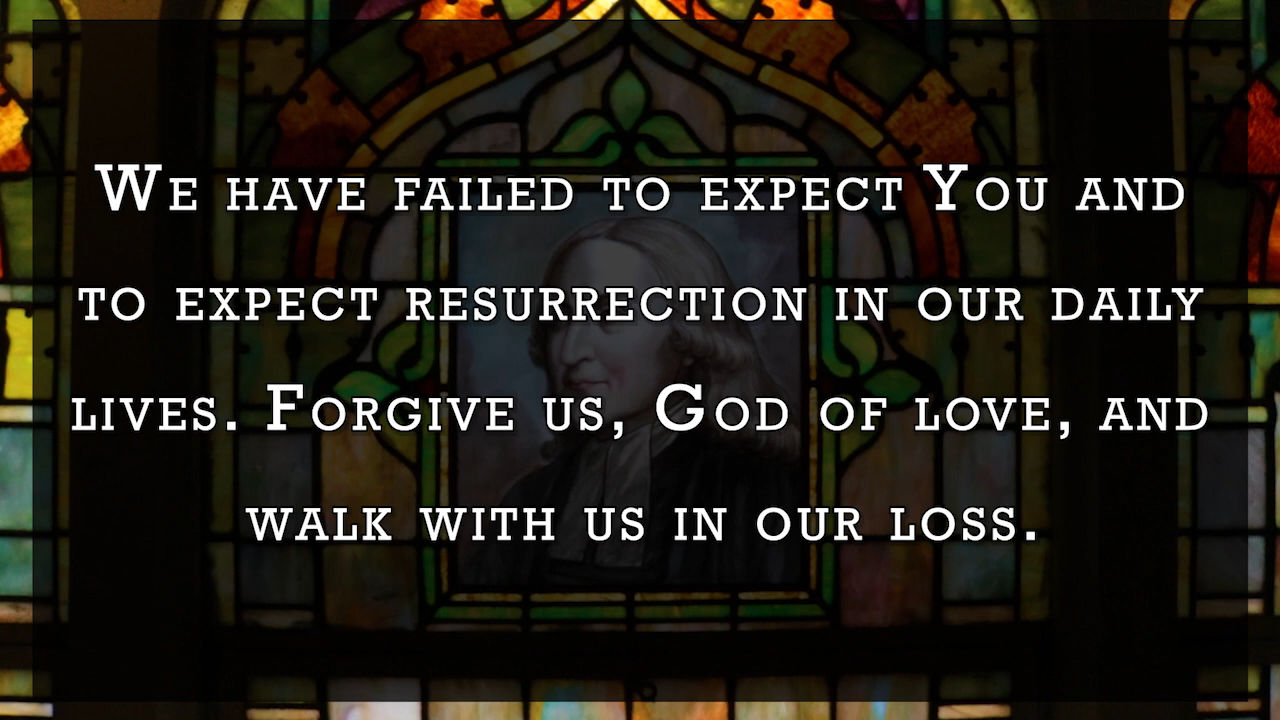 We have failed to expect You and
to expect resurrection in our daily
lives. Forgive us, God of love, and
walk with us in our loss.